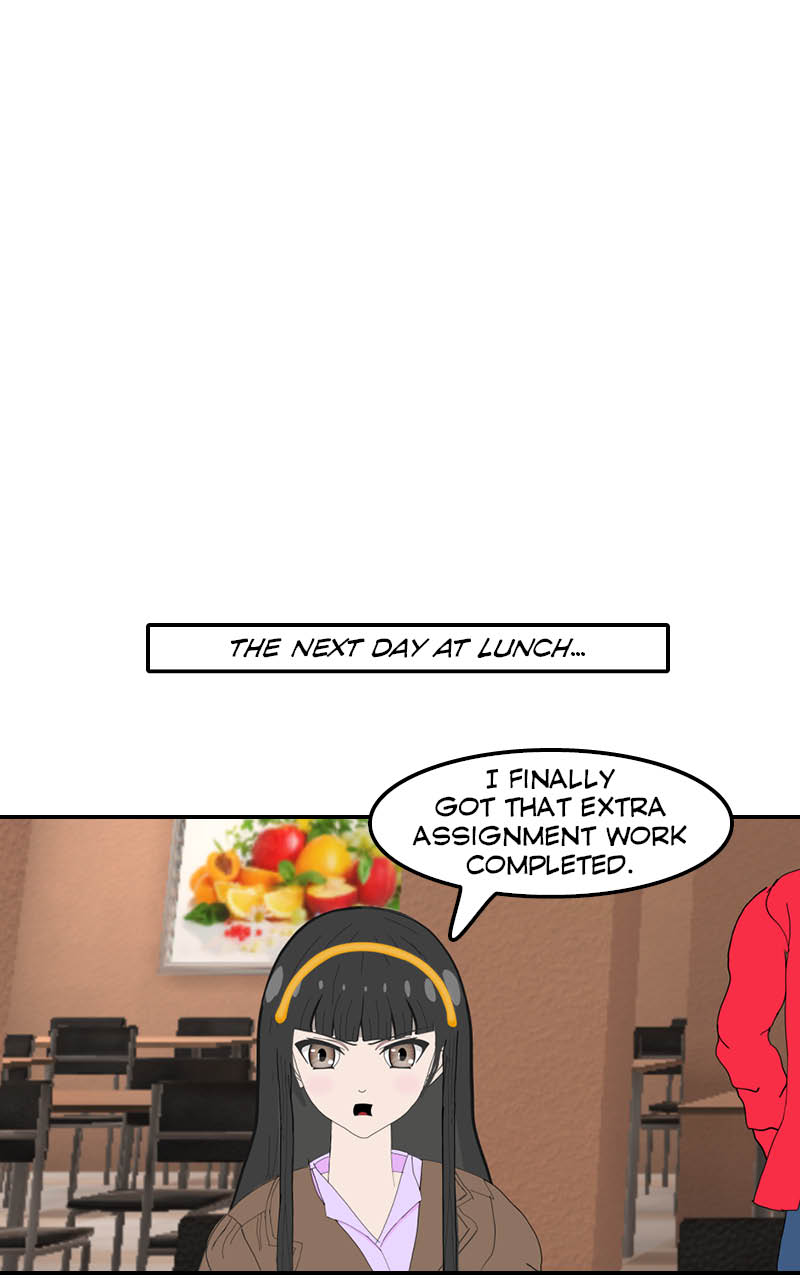 THE NEXT DAY AT LUNCH...
I FINALLY
GOT THAT EXTRA
ASSIGNMENT WORK
COMPLETED.